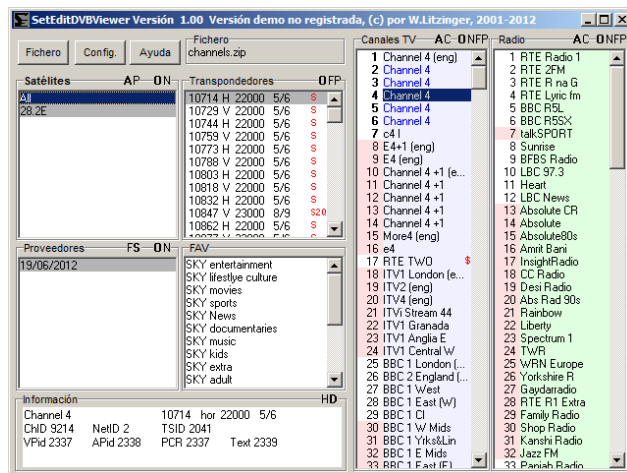 SetEditDVBViewer Versión 1.00 Versión demo no registrada, (c) por W.Litzinger, 2001-2012
Fichero
Config.
Ayuda
Fichero
channels.zip
Satélites AP ON
All
28.2E
Transpondedores OFP
10714 H 22000 5/6 S
10729 V 22000 5/6 S
10744 H 22000 5/6 S
10759 V 22000 5/6 S
10773 H 22000 5/6 S
10788 V 22000 5/6 S
10803 H 22000 5/6 S
10818 V 22000 5/6 S
10832 H 22000 5/6 S
10847 V 23000 8/9 S20
10862 H 22000 5/6 S
10877 V 22000 5/6 S
Proveedores FS ON
19/06/2012
FAV
SKY entertainment
SKY lifestlye culture
SKY movies
SKY sports
SKY News
SKY documentaries
SKY music
SKY kids
SKY extra
SKY adult
Información HD
Channel 4 10714 hor 22000 5/6
ChID 9214 NetID 2 TSID 2041
VPid 2337 APid 2338 PCR 2337 Text 2339
Canales TV AC ONFP
1 Channel 4 (eng)
2 Channel 4
3 Channel 4
4 Channel 4
5 Channel 4
6 Channel 4
7 c4 I
8 E4+1 (eng)
9 E4 (eng)
10 Channel 4 +1 (e...
11 Channel 4 +1
12 Channel 4 +1
13 Channel 4 +1
14 Channel 4 +1
15 More4 (eng)
16 e4
17 RTE TWO $
18 ITV1 London (e...
19 ITV2 (eng)
20 ITV4 (eng)
21 ITVi Stream 44
22 ITV1 Granada
23 ITV1 Anglia E
24 ITV1 Central W
25 BBC 1 London (...
26 BBC 2 England (...
27 BBC 1 West
28 BBC 1 East (W)
29 BBC 1 CI
30 BBC 1 W Mids
31 BBC 1 Yrks&Lin
32 BBC 1 E Mids
33 BBC 1 East (E)
Radio AC ONFP
1 RTE Radio 1
2 RTE 2FM
3 RTE R na G
4 RTE Lyric fm
5 BBC R5L
6 BBC R5SX
7 talkSPORT
8 Sunrise
9 BFBS Radio
10 LBC 97.3
11 Heart
12 LBC News
13 Absolute CR
14 Absolute
15 Absolute80s
16 Amrit Bani
17 InsightRadio
18 CC Radio
19 Desi Radio
20 Abs Rad 90s
21 Rainbow
22 Liberty
23 Spectrum 1
24 TWR
25 WRN Europe
26 Yorkshire R
27 Gaydarradio
28 RTE R1 Extra
29 Family Radio
30 Shop Radio
31 Kanshi Radio
32 Jazz FM
33 Panjab Radio